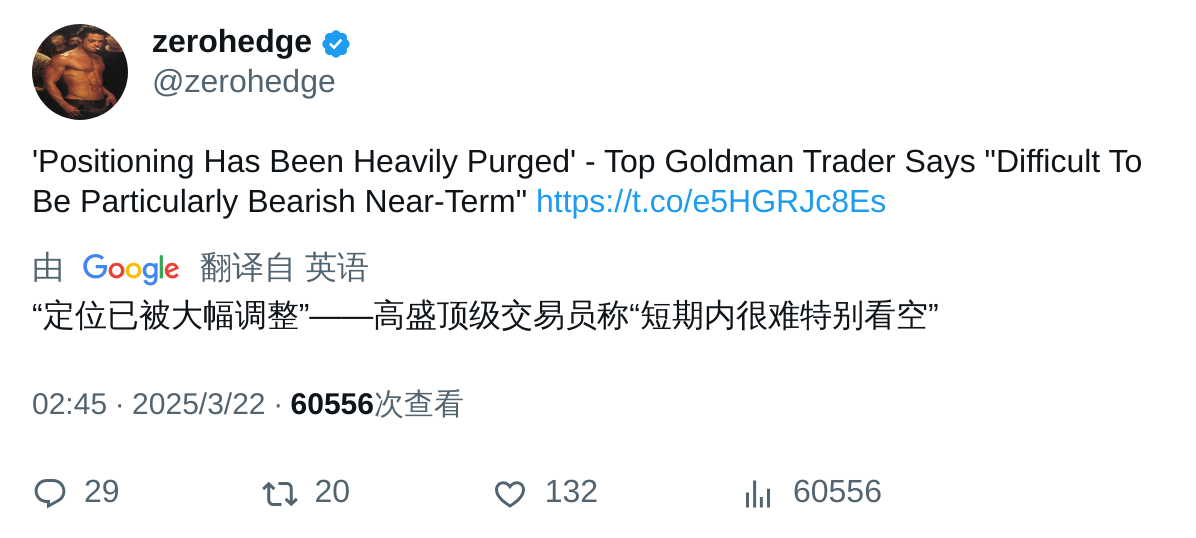 zerohedge
@zerohedge
'Positioning Has Been Heavily Purged' - Top Goldman Trader Says "Difficult To
Be Particularly Bearish Near-Term" https://t.co/e5HGRJc8Es
由 Google 翻译自 英语
“定位已被大幅调整”——高盛顶级交易员称“短期内很难特别看空”
02:45 · 2025/3/22 · 60556次查看
29 20 132 60556